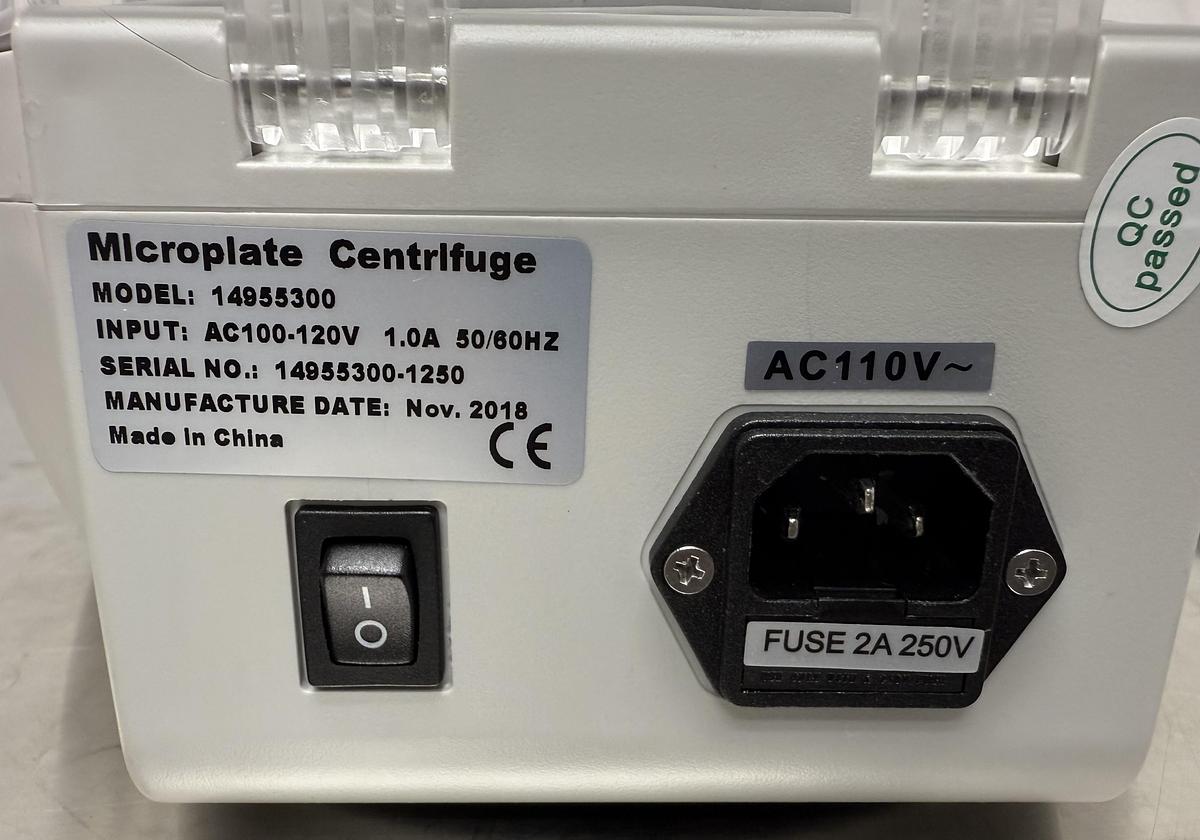 Microplate Centrifuge
MODEL: 14955300
INPUT: AC100-120V 1.0A 50/60HZ
SERIAL NO.: 14955300-1250
MANUFACTURE DATE: Nov. 2018
Made in China
CE
QC
passed
AC110V~
I
O
FUSE 2A 250V